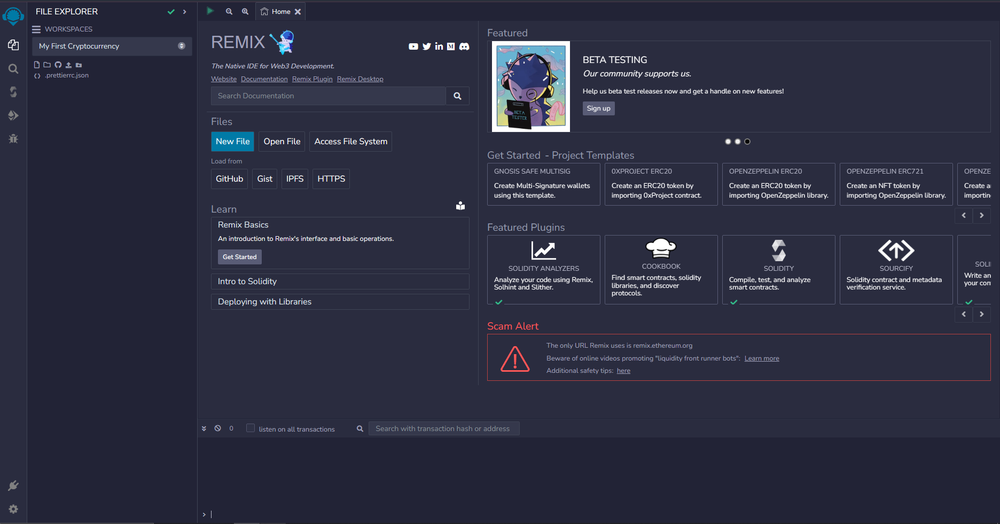 FILE EXPLORER
WORKSPACES
My First Cryptocurrency
.prettierrc.json
Home
REMIX
The Native IDE for Web3 Development.
Website Documentation Remix Plugin Remix Desktop
Search Documentation
Files
New File Open File Access File System
Load from
GitHub Gist IPFS HTTPS
Learn
Remix Basics
An introduction to Remix's interface and basic operations.
Get Started
Intro to Solidity
Deploying with Libraries
Featured
BETA TESTER
BETA TESTING
Our community supports us.
Help us beta test releases now and get a handle on new features!
Sign up
Get Started - Project Templates
GNOSIS SAFE MULTISIG
Create Multi-Signature wallets
using this template.
0XPROJECT ERC20
Create an ERC20 token by
importing 0xProject contract.
OPENZEPPELIN ERC20
Create an ERC20 token by
importing OpenZeppelin library.
OPENZEPPELIN ERC721
Create an NFT token by
importing OpenZeppelin library.
OPENZE
Create a
importin
Featured Plugins
SOLIDITY ANALYZERS
Analyze your code using Remix,
Solhint and Slither.
COOKBOOK
Find smart contracts, solidity
libraries, and discover
protocols.
SOLIDITY
Compile, test, and analyze
smart contracts.
SOURCIFY
Solidity contract and metadata
verification service.
SOLI
Write an
your con
Scam Alert
The only URL Remix uses is remix.ethereum.org
Beware of online videos promoting "liquidity front runner bots": Learn more
Additional safety tips: here
0 listen on all transactions Search with transaction hash or address
>